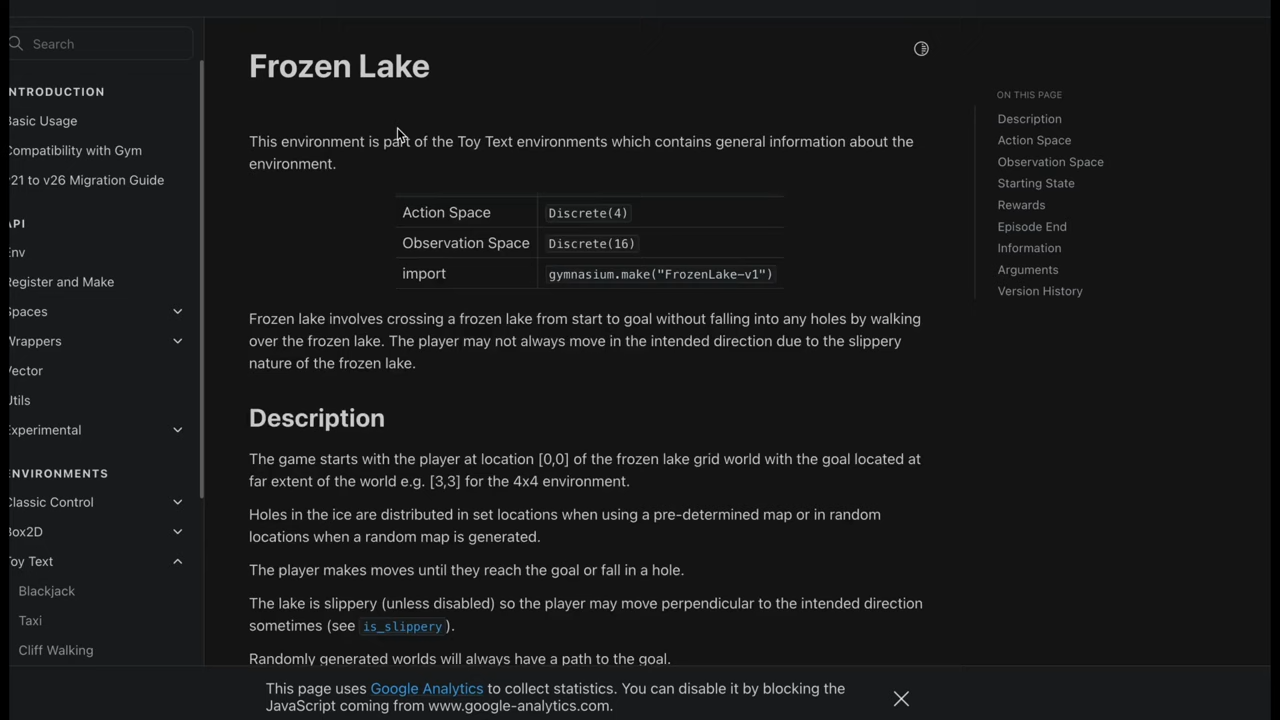 Search
NTRODUCTION
Basic Usage
Compatibility with Gym
21 to v26 Migration Guide
API
Env
Register and Make
Spaces
Wrappers
Vector
Utils
Experimental
ENVIRONMENTS
Classic Control
Box2D
Toy Text
Blackjack
Taxi
Cliff Walking
Frozen Lake
This environment is part of the Toy Text environments which contains general information about the
environment.
Action Space Discrete(4)
Observation Space Discrete(16)
import gymnasium.make("FrozenLake-v1")
Frozen lake involves crossing a frozen lake from start to goal without falling into any holes by walking
over the frozen lake. The player may not always move in the intended direction due to the slippery
nature of the frozen lake.
Description
The game starts with the player at location [0,0] of the frozen lake grid world with the goal located at
far extent of the world e.g. [3,3] for the 4x4 environment.
Holes in the ice are distributed in set locations when using a pre-determined map or in random
locations when a random map is generated.
The player makes moves until they reach the goal or fall in a hole.
The lake is slippery (unless disabled) so the player may move perpendicular to the intended direction
sometimes (see is_slippery ).
Randomly generated worlds will always have a path to the goal.
ON THIS PAGE
Description
Action Space
Observation Space
Starting State
Rewards
Episode End
Information
Arguments
Version History
This page uses Google Analytics to collect statistics. You can disable it by blocking the
JavaScript coming from www.google-analytics.com.